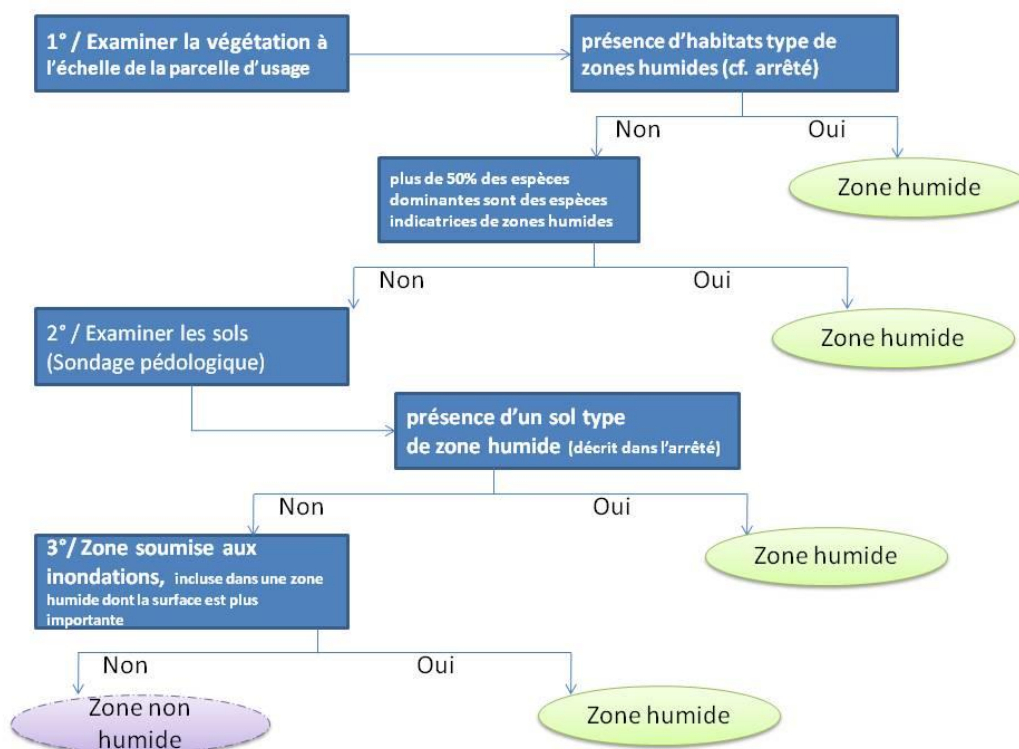 1° / Examiner la végétation à
l'échelle de la parcelle d'usage
présence d'habitats type de
zones humides (cf. arrêté)
Non
Oui
plus de 50% des espèces
dominantes sont des espèces
indicatrices de zones humides
Zone humide
Non
Oui
2° / Examiner les sols
(Sondage pédologique)
Zone humide
présence d'un sol type
de zone humide (décrit dans l'arrêté)
Non
Oui
3°/ Zone soumise aux
inondations, incluse dans une zone
humide dont la surface est plus
importante
Zone humide
Non
Oui
Zone non
humide
Zone humide